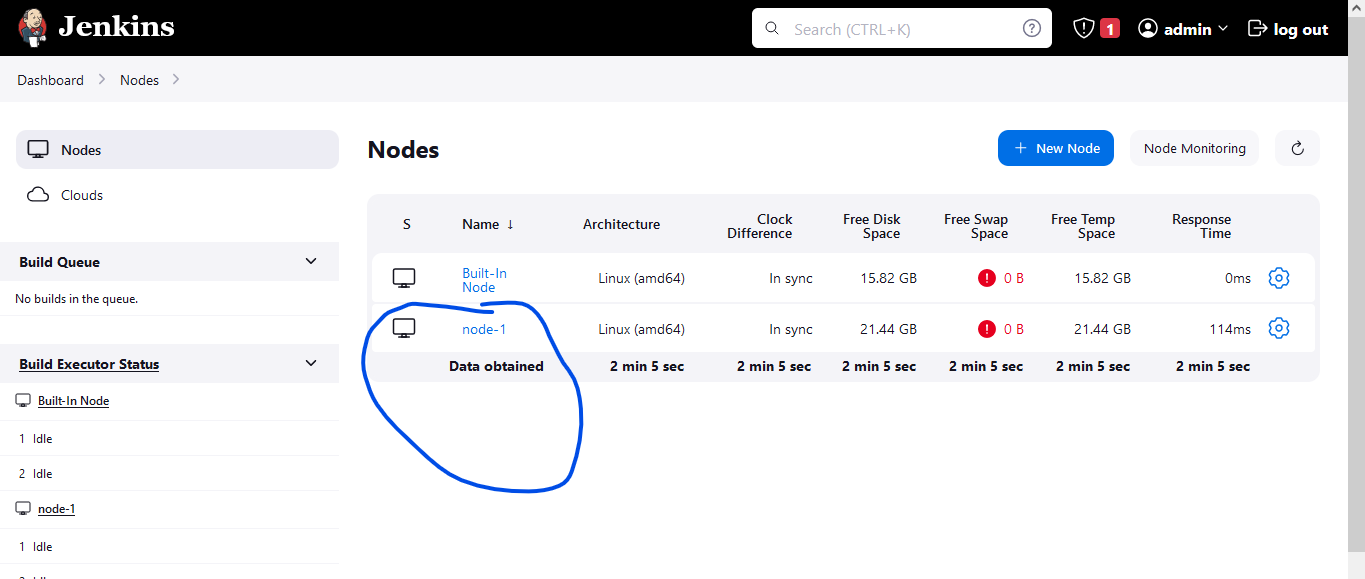 Jenkins
Search (CTRL+K)
1
admin
log out
Dashboard
Nodes
Nodes
Clouds
Build Queue
No builds in the queue.
Build Executor Status
Built-In Node
1 Idle
2 Idle
node-1
1 Idle
Nodes
+ New Node
Node Monitoring
S Name ↓ Architecture Clock Difference Free Disk Space Free Swap Space Free Temp Space Response Time
Built-In Node Linux (amd64) In sync 15.82 GB 0 B 15.82 GB 0ms
node-1 Linux (amd64) In sync 21.44 GB 0 B 21.44 GB 114ms
Data obtained 2 min 5 sec 2 min 5 sec 2 min 5 sec 2 min 5 sec 2 min 5 sec 2 min 5 sec